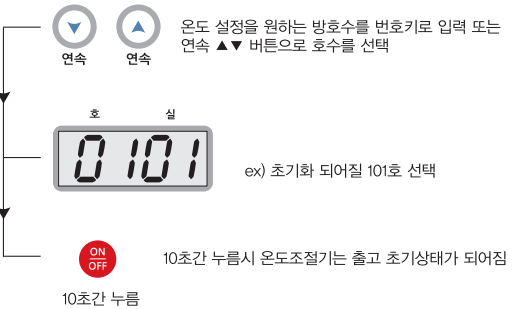 온도 설정을 원하는 방호수를 번호키로 입력 또는
연속 ▲▼ 버튼으로 호수를 선택
연속 연속
호 실
0101
ex) 초기화 되어질 101호 선택
ON
OFF
10초간 누름시 온도조절기는 출고 초기상태가 되어짐
10초간 누름